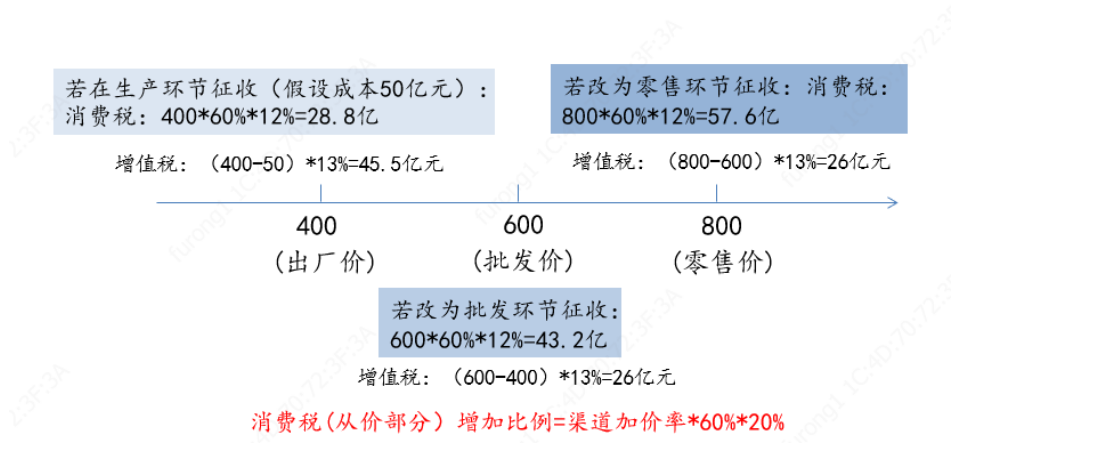 若在生产环节征收（假设成本50亿元）：
消费税：400*60%*12%=28.8亿
若改为零售环节征收：消费税：
800*60%*12%=57.6亿
增值税：（400-50）*13%=45.5亿元
增值税：（800-600）*13%=26亿元
400
（出厂价）
600
（批发价）
800
（零售价）
若改为批发环节征收：
600*60%*12%=43.2亿
增值税：（600-400）*13%=26亿元
消费税(从价部分）增加比例=渠道加价率*60%*20%